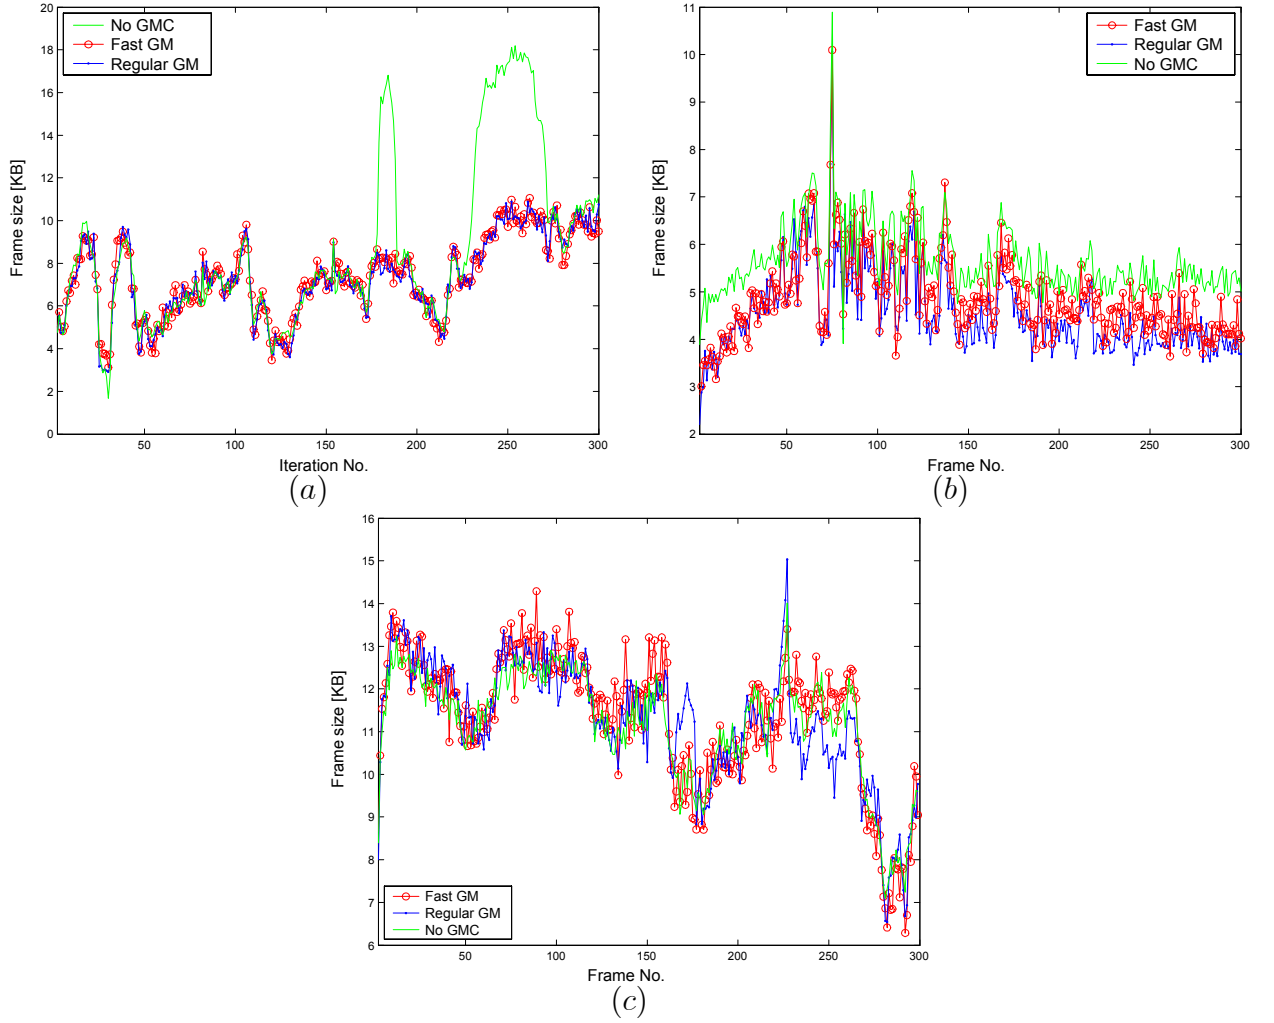 No GMC
Fast GM
Regular GM
Frame size [KB]
20
18
16
14
12
10
8
6
4
2
0
50
100
150
200
250
300
Iteration No.
(a)
Fast GM
Regular GM
No GMC
Frame size [KB]
11
10
9
8
7
6
5
4
3
2
50
100
150
200
250
300
Frame No.
(b)
Frame size [KB]
16
15
14
13
12
11
10
9
8
7
6
Fast GM
Regular GM
No GMC
50
100
150
200
250
300
Frame No.
(c)